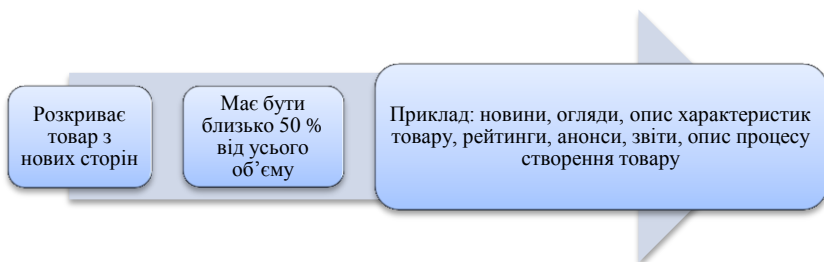 Розкриває
товар з
нових сторін
Має бути
близько 50 %
від усього
об’єму
Приклад: новини, огляди, опис характеристик
товару, рейтинги, анонси, звіти, опис процесу
створення товару